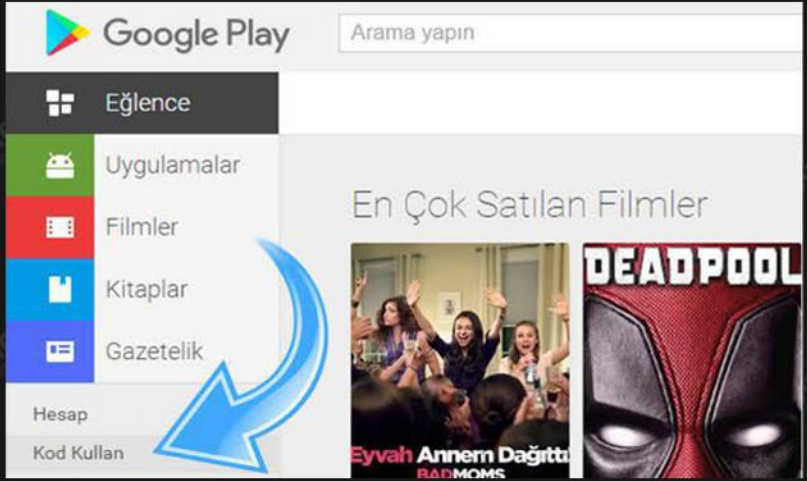 Google Play
Arama yapın
Eğlence
Uygulamalar
Filmler
Kitaplar
Gazetelik
Hesap
Kod Kullan
En Çok Satılan Filmler
Eyvah Annem Dağıttı
BAD MOMS
DEADPOOL